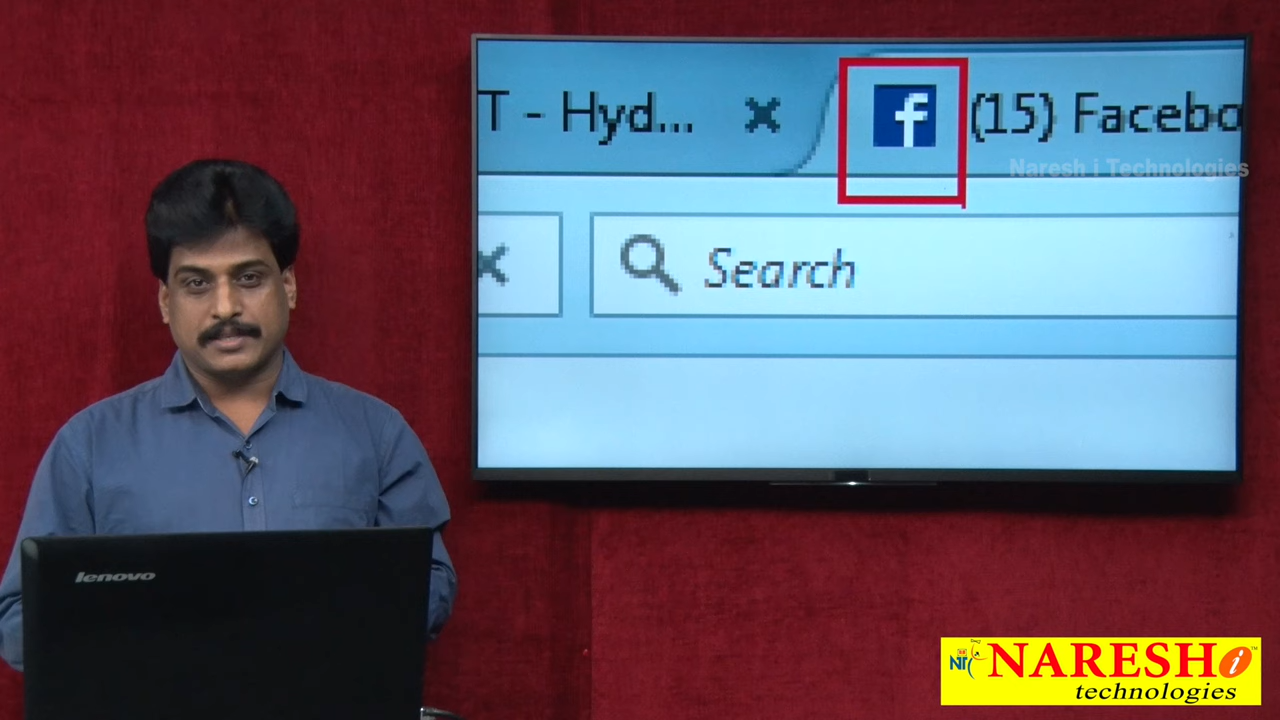 T - Hyd...
(15) Facebo
Naresh i Technologies
Search
lenovo
NARESH i
technologies